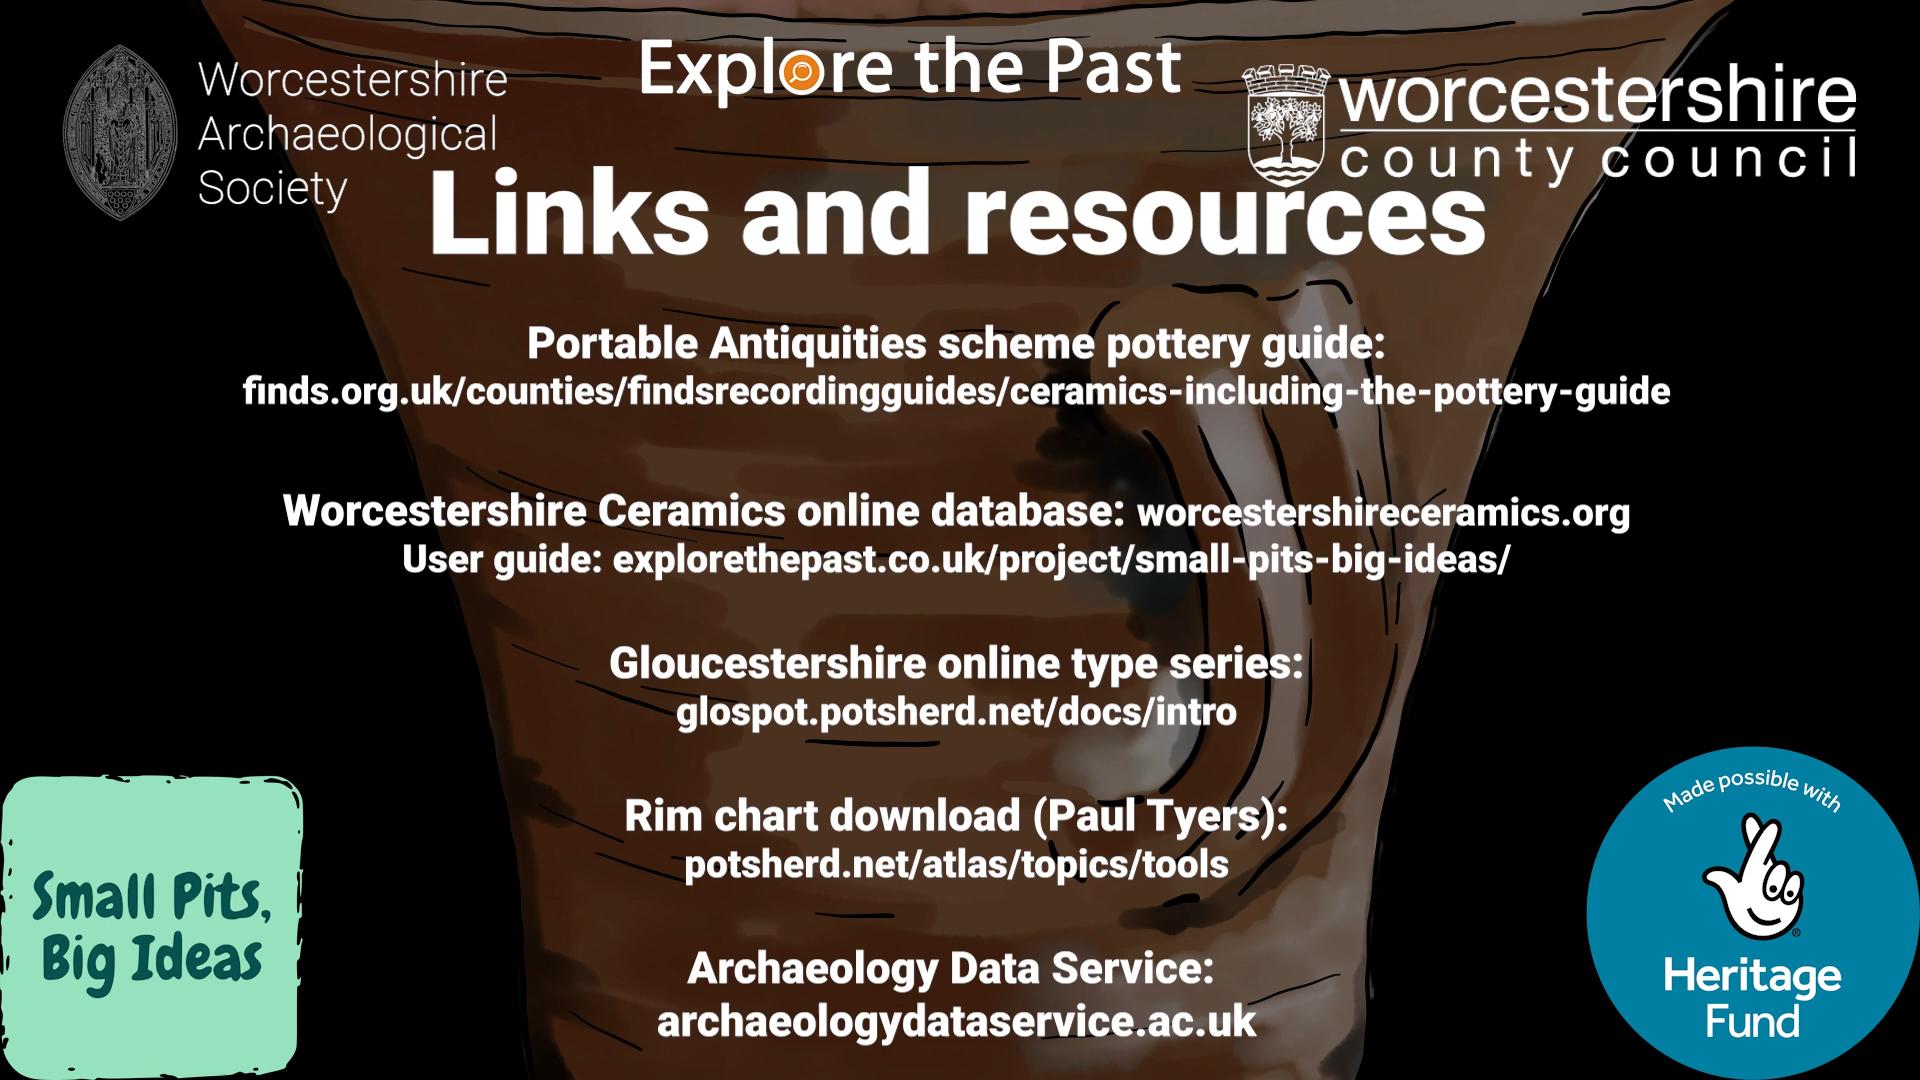 Worcestershire
Archaeological
Society
Explore the Past
worcestershire
county council
Links and resources
Portable Antiquities scheme pottery guide:
finds.org.uk/counties/findsrecordingguides/ceramics-including-the-pottery-guide
Worcestershire Ceramics online database: worcestershireceramics.org
User guide: explorethepast.co.uk/project/small-pits-big-ideas/
Gloucestershire online type series:
glospot.potsherd.net/docs/intro
Rim chart download (Paul Tyers):
potsherd.net/atlas/topics/tools
Archaeology Data Service:
archaeologydataservice.ac.uk
Small Pits,
Big Ideas
Made possible with
Heritage
Fund